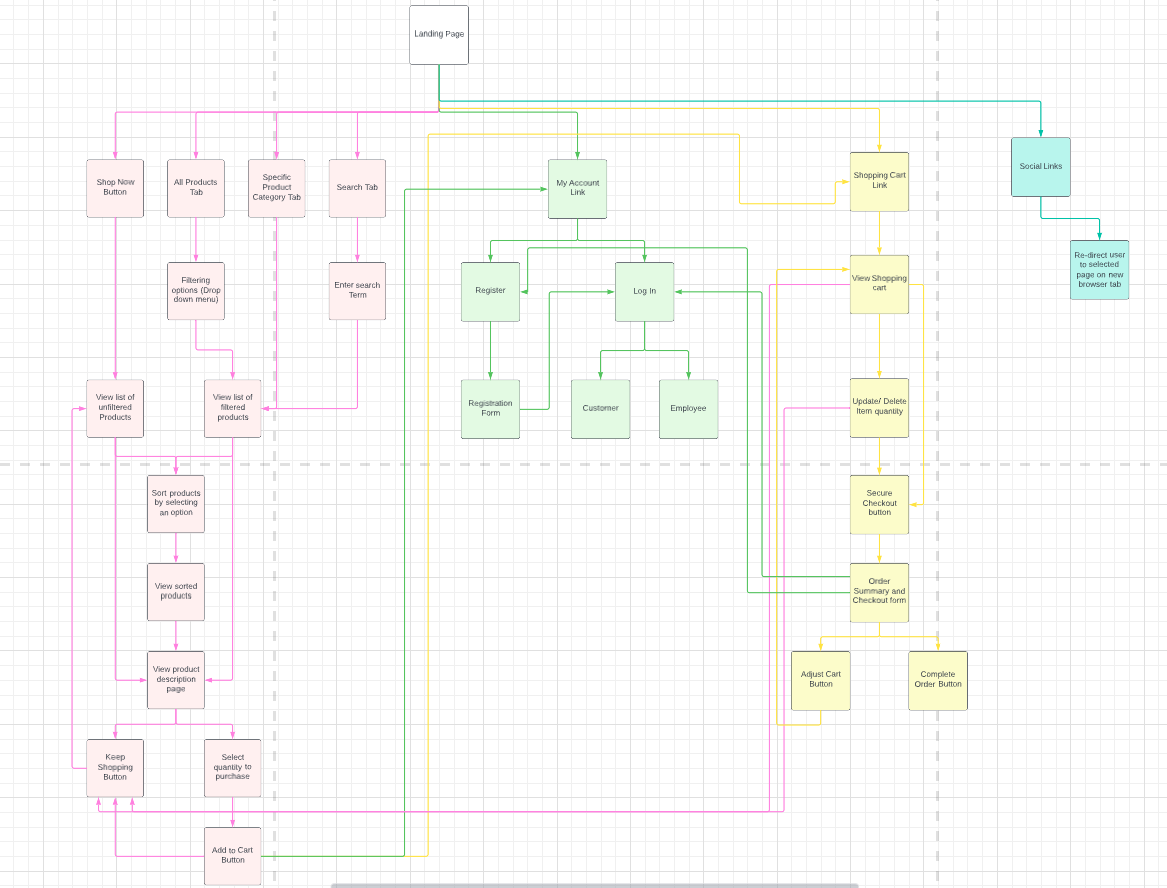 Landing Page
Shop Now
Button
All Products
Tab
Specific
Product
Category Tab
Search Tab
My Account
Link
Shopping Cart
Link
Social Links
Filtering
options (Drop
down menu)
Enter search
Term
Register
Log In
View Shopping
cart
Re-direct user
to selected
page on new
browser tab
View list of
unfiltered
Products
View list of
filtered
products
Registration
Form
Customer
Employee
Update/ Delete
Item quantity
Sort products
by selecting
an option
Secure
Checkout
button
View sorted
products
Order
Summary and
Checkout form
View product
description
page
Adjust Cart
Button
Complete
Order Button
Keep
Shopping
Button
Select
quantity to
purchase
Add to Cart
Button